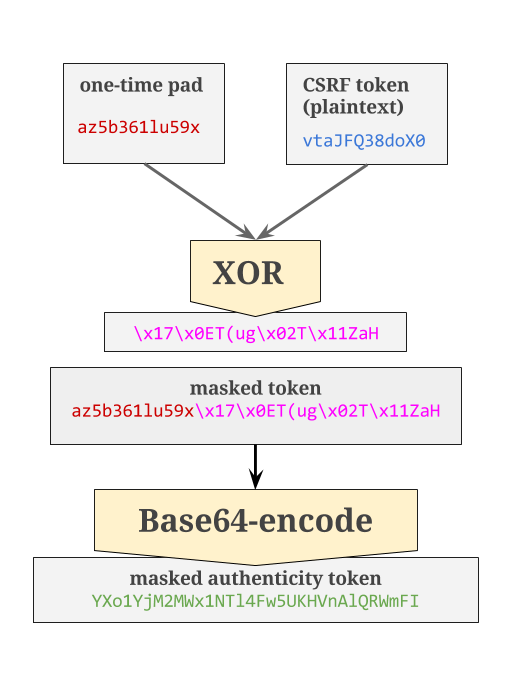 one-time pad
az5b361lu59x
CSRF token
(plaintext)
vtaJFQ38doX0
XOR
\x17\x0ET(ug\x02T\x11ZaH
masked token
az5b361lu59x\x17\x0ET(ug\x02T\x11ZaH
Base64-encode
masked authenticity token
YXo1YjM2MWx1NTl4Fw5UKHVnAlQRWmFI